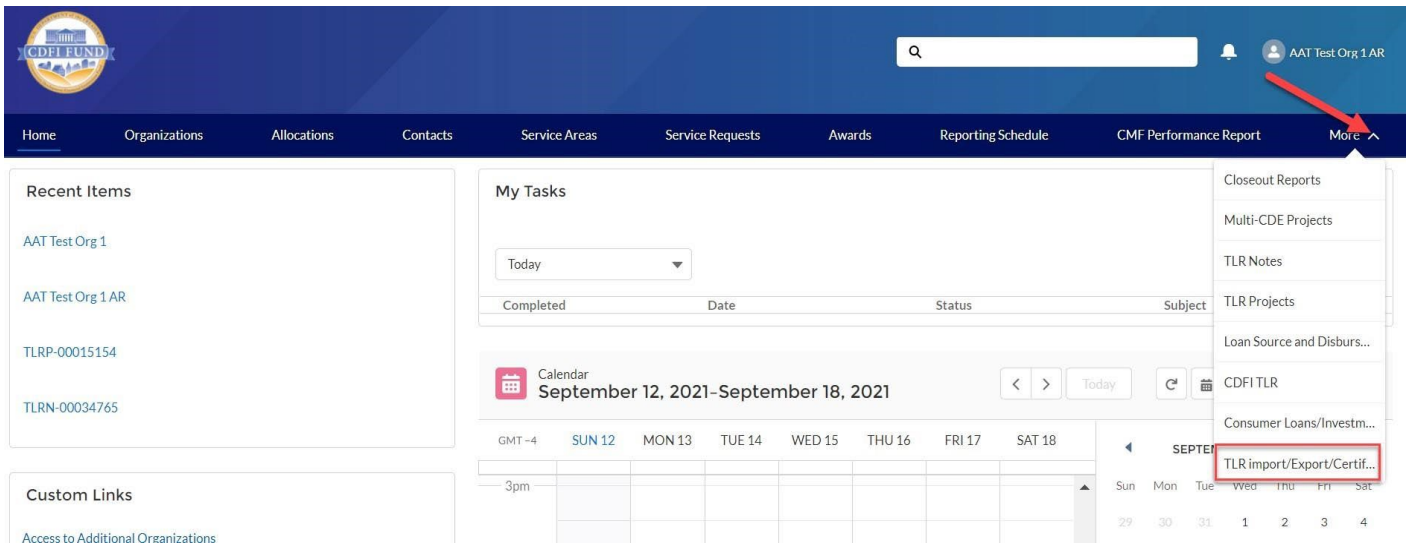 CDFI FUND
AAT Test Org 1 AR
Home Organizations Allocations Contacts Service Areas Service Requests Awards Reporting Schedule CMF Performance Report More
Closeout Reports
Multi-CDE Projects
TLR Notes
TLR Projects
Loan Source and Disburs...
CDFI TLR
Consumer Loans/Investm...
TLR import/Export/Certif...
Recent Items
AAT Test Org 1
AAT Test Org 1 AR
TLRP-00015154
TLRN-00034765
Custom Links
Access to Additional Organizations
My Tasks
Today
Completed Date Status Subject
Calendar
September 12, 2021–September 18, 2021
Today
GMT -4 SUN 12 MON 13 TUE 14 WED 15 THU 16 FRI 17 SAT 18
3pm
SEPTE
Sun Mon Tue Wed Thu Fri Sat
29 30 31 1 2 3 4